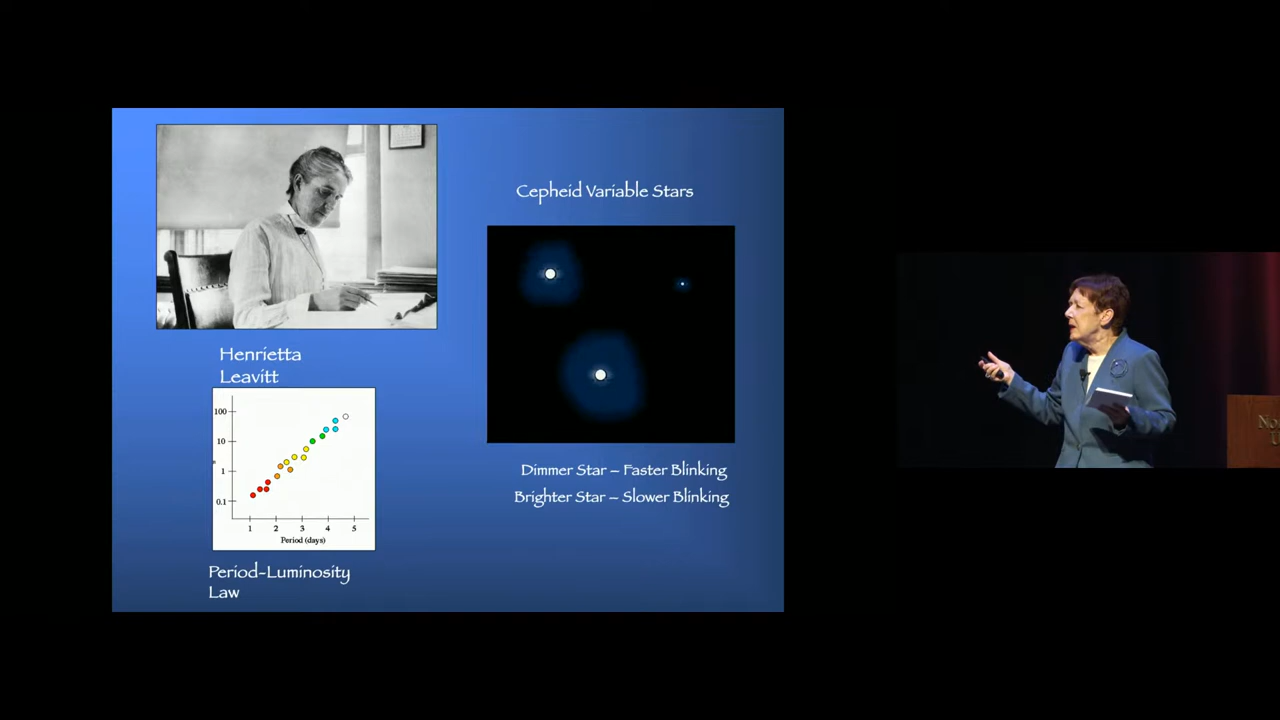 Cepheid Variable Stars
Henrietta
Leavitt
100
10
1
0.1
1 2 3 4 5
Period (days)
Period-Luminosity
Law
Dimmer Star – Faster Blinking
Brighter Star – Slower Blinking